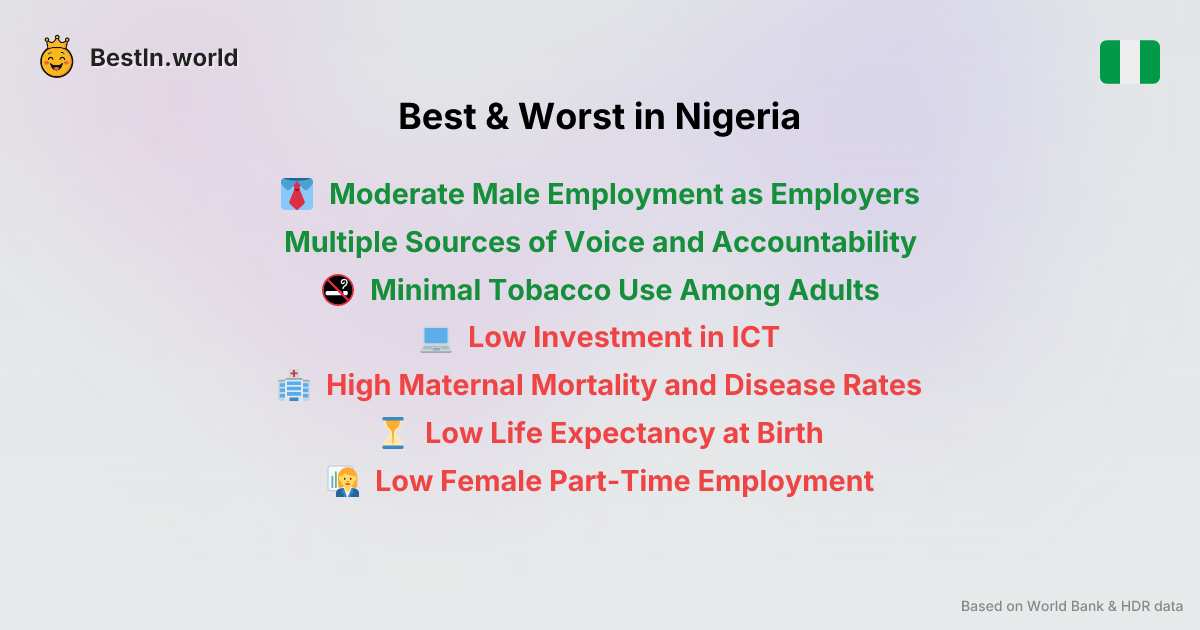 BestIn.world
Best & Worst in Nigeria
Moderate Male Employment as Employers
Multiple Sources of Voice and Accountability
Minimal Tobacco Use Among Adults
Low Investment in ICT
High Maternal Mortality and Disease Rates
Low Life Expectancy at Birth
Low Female Part-Time Employment
Based on World Bank & HDR data